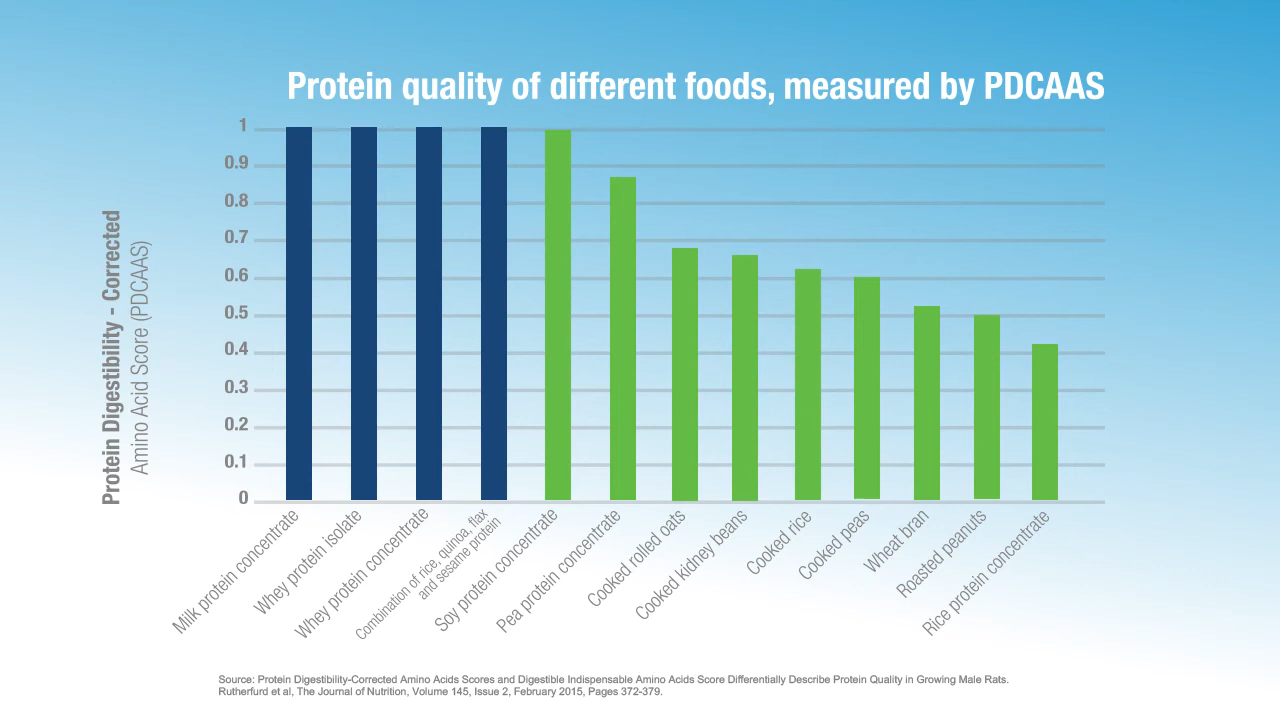 Protein quality of different foods, measured by PDCAAS
Protein Digestibility - Corrected
Amino Acid Score (PDCAAS)
1
0.9
0.8
0.7
0.6
0.5
0.4
0.3
0.2
0.1
0
Milk protein concentrate
Whey protein isolate
Whey protein concentrate
Combination of rice, quinoa, flax
and sesame protein
Soy protein concentrate
Pea protein concentrate
Cooked rolled oats
Cooked kidney beans
Cooked rice
Cooked peas
Wheat bran
Roasted peanuts
Rice protein concentrate
Source: Protein Digestibility-Corrected Amino Acids Scores and Digestible Indispensable Amino Acids Score Differentially Describe Protein Quality in Growing Male Rats.
Rutherfurd et al, The Journal of Nutrition, Volume 145, Issue 2, February 2015, Pages 372-379.